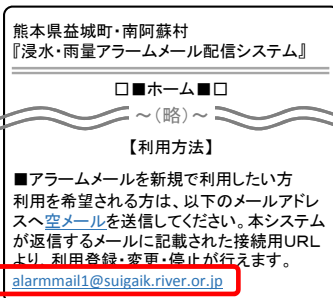 熊本県益城町・南阿蘇村
『浸水・雨量アラームメール配信システム』
□■ホーム■□
～(略)～
【利用方法】
■アラームメールを新規で利用したい方
利用を希望される方は、以下のメールアドレ
スへ空メールを送信してください。本システム
が返信するメールに記載された接続用URL
より、利用登録・変更・停止が行えます。
alarmmail1@suigaik.river.or.jp